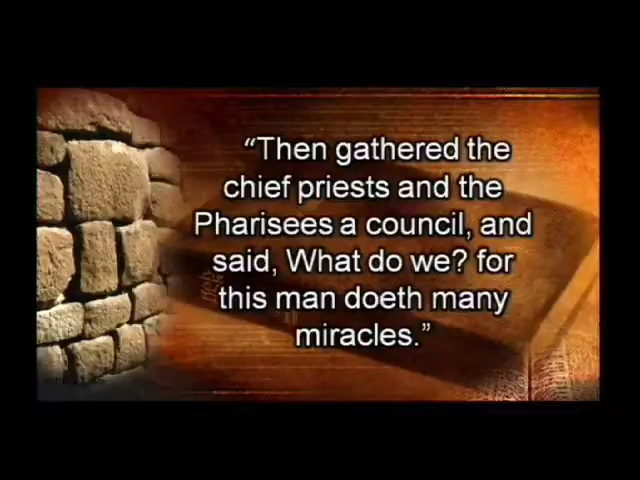 “Then gathered the
chief priests and the
Pharisees a council, and
said, What do we? for
this man doeth many
miracles.”